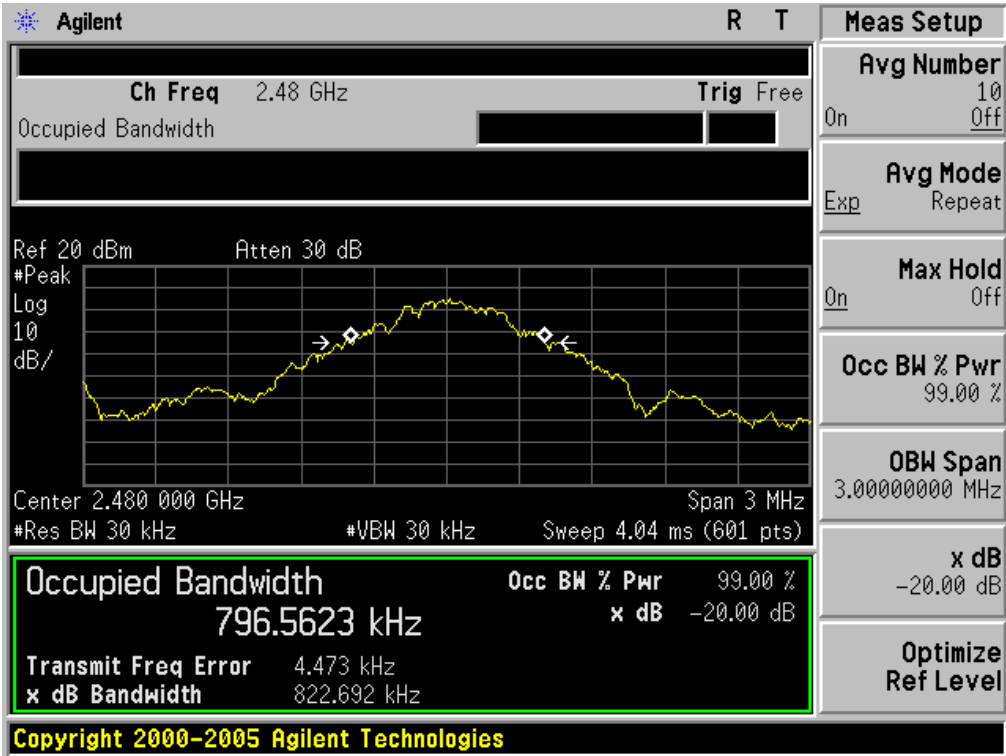 Agilent R T
Ch Freq 2.48 GHz Trig Free
Occupied Bandwidth
Ref 20 dBm Atten 30 dB
#Peak
Log
10
dB/
Center 2.480 000 GHz Span 3 MHz
#Res BW 30 kHz #VBW 30 kHz Sweep 4.04 ms (601 pts)
Occupied Bandwidth
796.5623 kHz
Occ BW % Pwr 99.00 %
x dB -20.00 dB
Transmit Freq Error 4.473 kHz
x dB Bandwidth 822.692 kHz
Copyright 2000-2005 Agilent Technologies
Meas Setup
Avg Number
10
On Off
Avg Mode
Exp Repeat
Max Hold
On Off
Occ BW % Pwr
99.00 %
OBW Span
3.00000000 MHz
x dB
-20.00 dB
Optimize
Ref Level